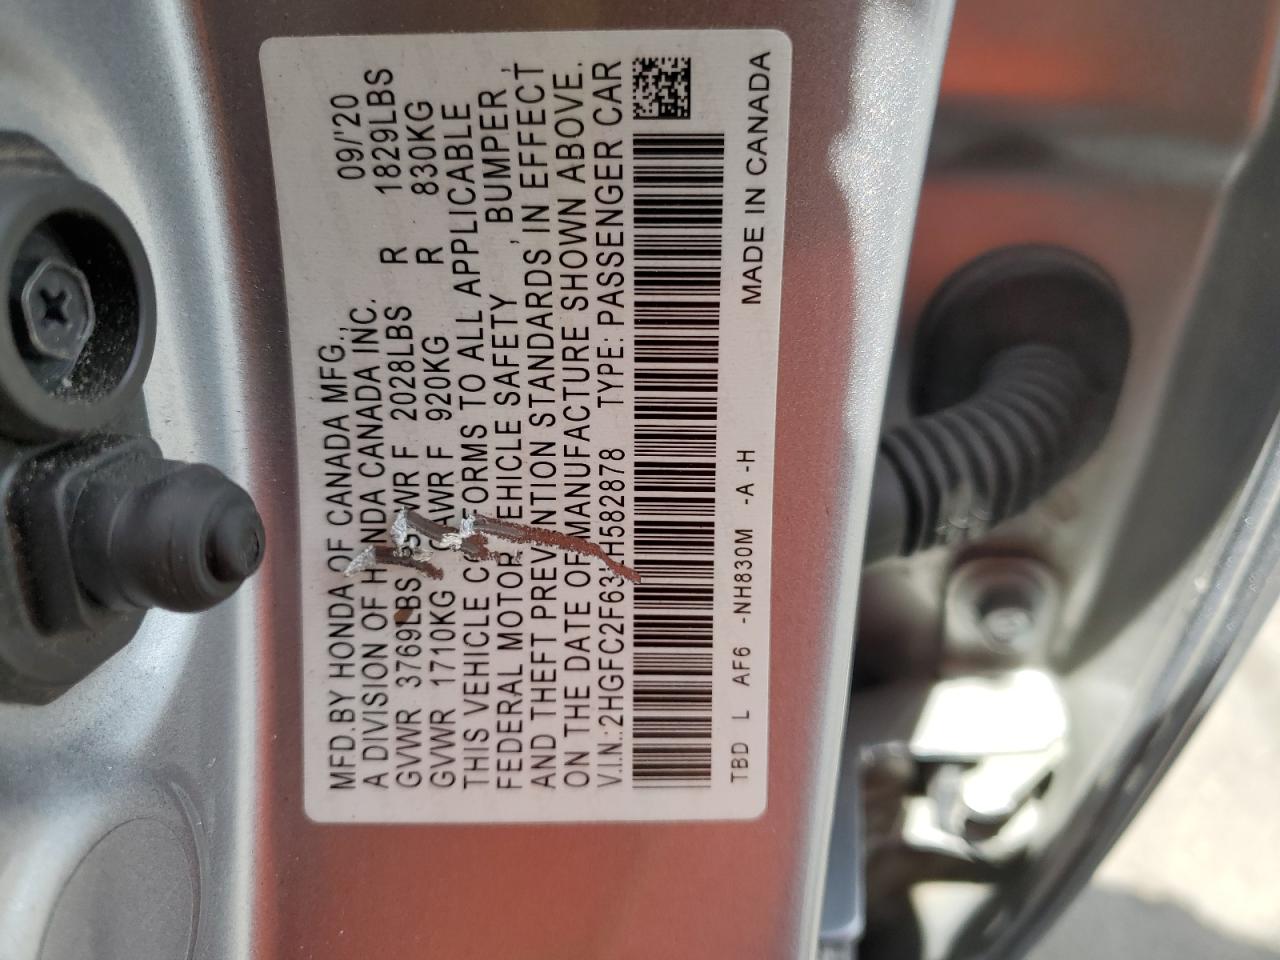 MFD.BY HONDA OF CANADA MFG., 09/'20
A DIVISION OF HONDA CANADA INC.
GVWR 3769LBS GAWR F 2028LBS R 1829LBS
GVWR 1710KG GAWR F 920KG R 830KG
THIS VEHICLE CONFORMS TO ALL APPLICABLE
FEDERAL MOTOR VEHICLE SAFETY , BUMPER ,
AND THEFT PREVENTION STANDARDS IN EFFECT
ON THE DATE OF MANUFACTURE SHOWN ABOVE.
V.I.N.: TYPE: PASSENGER CAR
TBD L AF6 -NH830M -A -H MADE IN CANADA